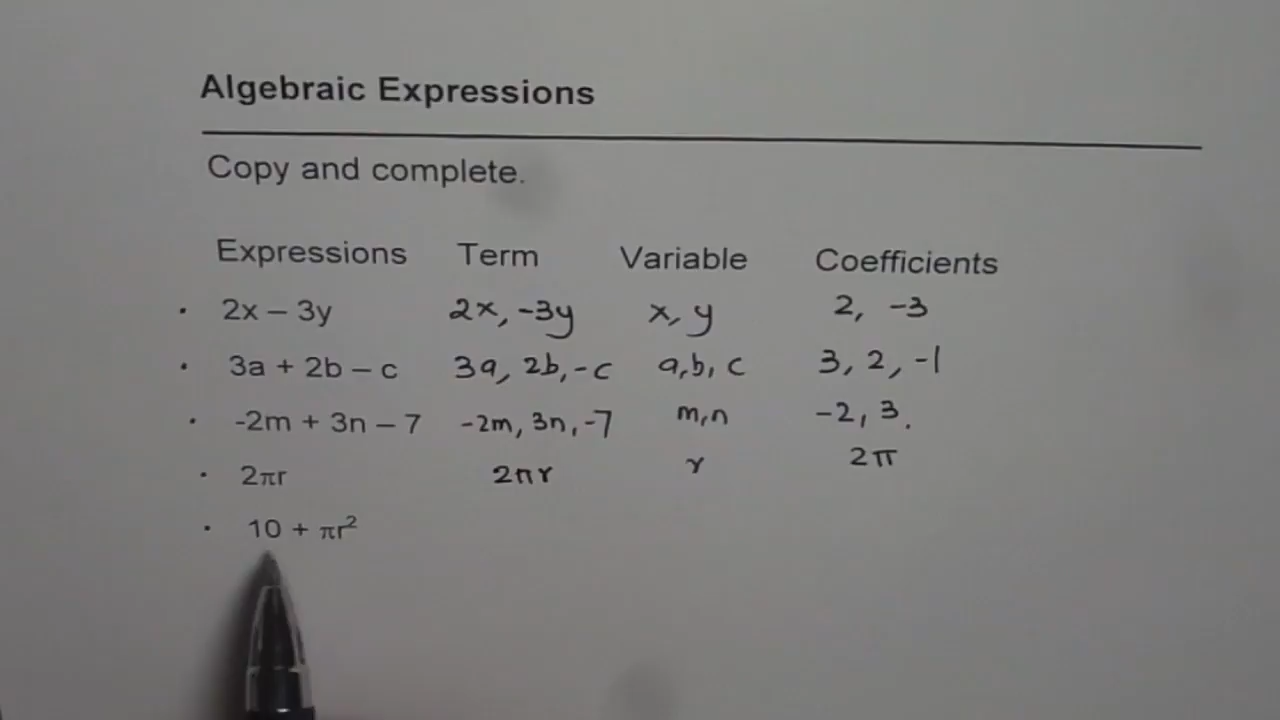 Algebraic Expressions
Copy and complete.
Expressions Term Variable Coefficients
• 2x – 3y 2x, -3y x, y 2, -3
• 3a + 2b – c 3a, 2b, -c a, b, c 3, 2, -1
• -2m + 3n – 7 -2m, 3n, -7 m, n -2, 3.
• 2πr 2πr r 2π
• 10 + πr²